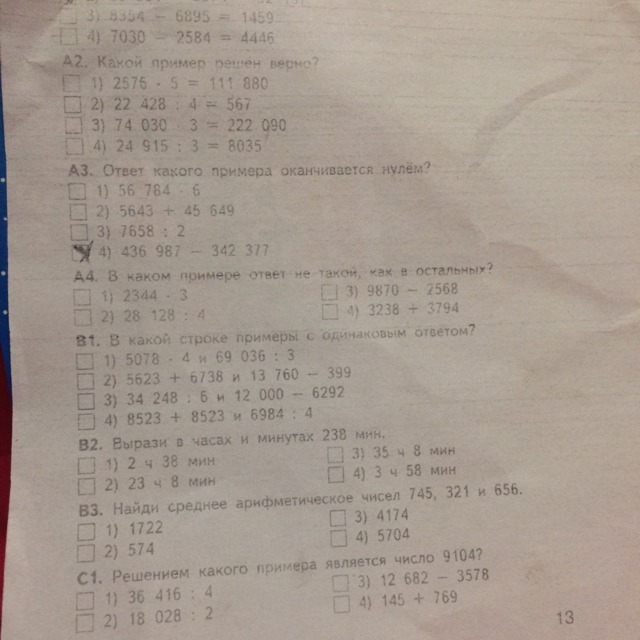 3) 8354 − 6895 = 1459
4) 7030 − 2584 = 4446
А2. Какой пример решен верно?
1) 2576 · 5 = 111 880
2) 22 428 : 4 = 567
3) 74 030 · 3 = 222 090
4) 24 915 : 3 = 8035
А3. Ответ какого примера оканчивается нулём?
1) 56 784 · 6
2) 5643 + 45 649
3) 7658 : 2
4) 436 987 − 342 377
А4. В каком примере ответ не такой, как в остальных?
1) 2344 · 3
3) 9870 − 2568
2) 28 128 : 4
4) 3238 + 3794
В1. В какой строке примеры с одинаковым ответом?
1) 5078 · 4 и 69 036 : 3
2) 5623 + 6738 и 13 760 − 399
3) 34 248 : 6 и 12 000 − 6292
4) 8523 + 8523 и 6984 : 4
В2. Вырази в часах и минутах 238 мин.
1) 2 ч 38 мин
3) 35 ч 8 мин
2) 23 ч 8 мин
4) 3 ч 58 мин
В3. Найди среднее арифметическое чисел 745, 321 и 656.
1) 1722
3) 4174
2) 574
4) 5704
С1. Решением какого примера является число 9104?
1) 36 416 : 4
3) 12 682 − 3578
2) 18 028 : 2
4) 145 + 769
13